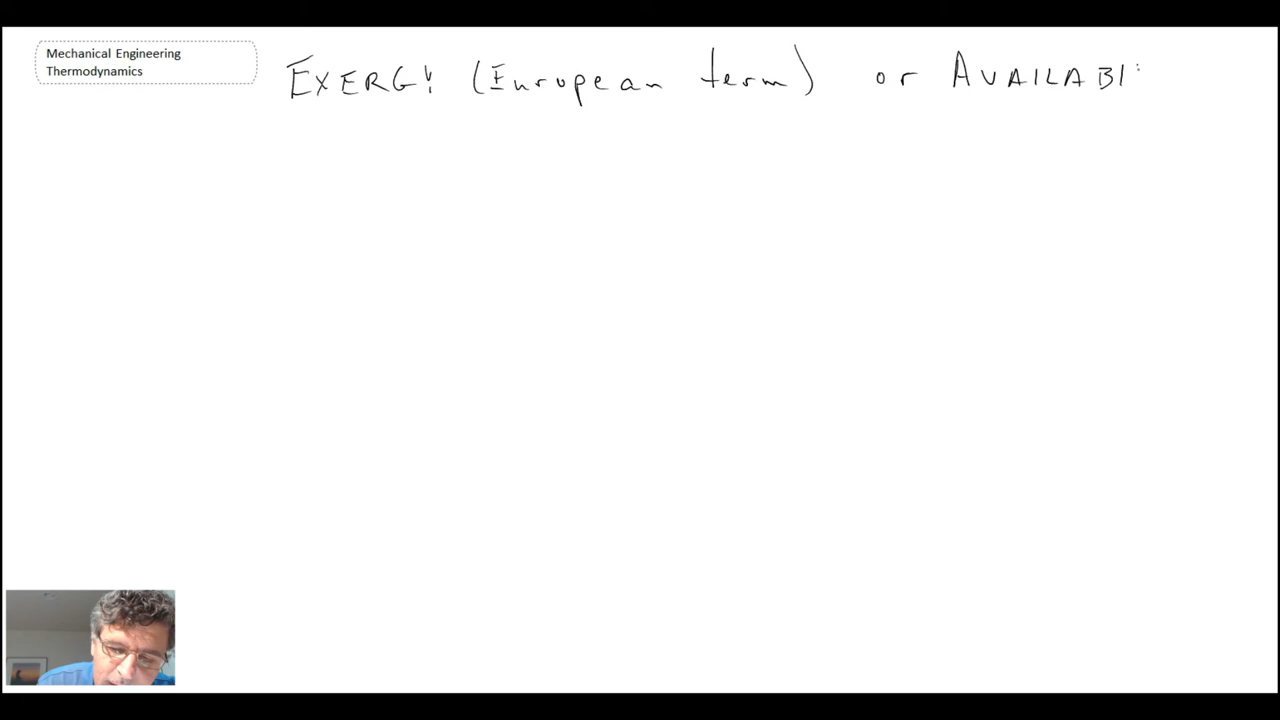 Mechanical Engineering
Thermodynamics
EXERGY (European term) or AVAILABI